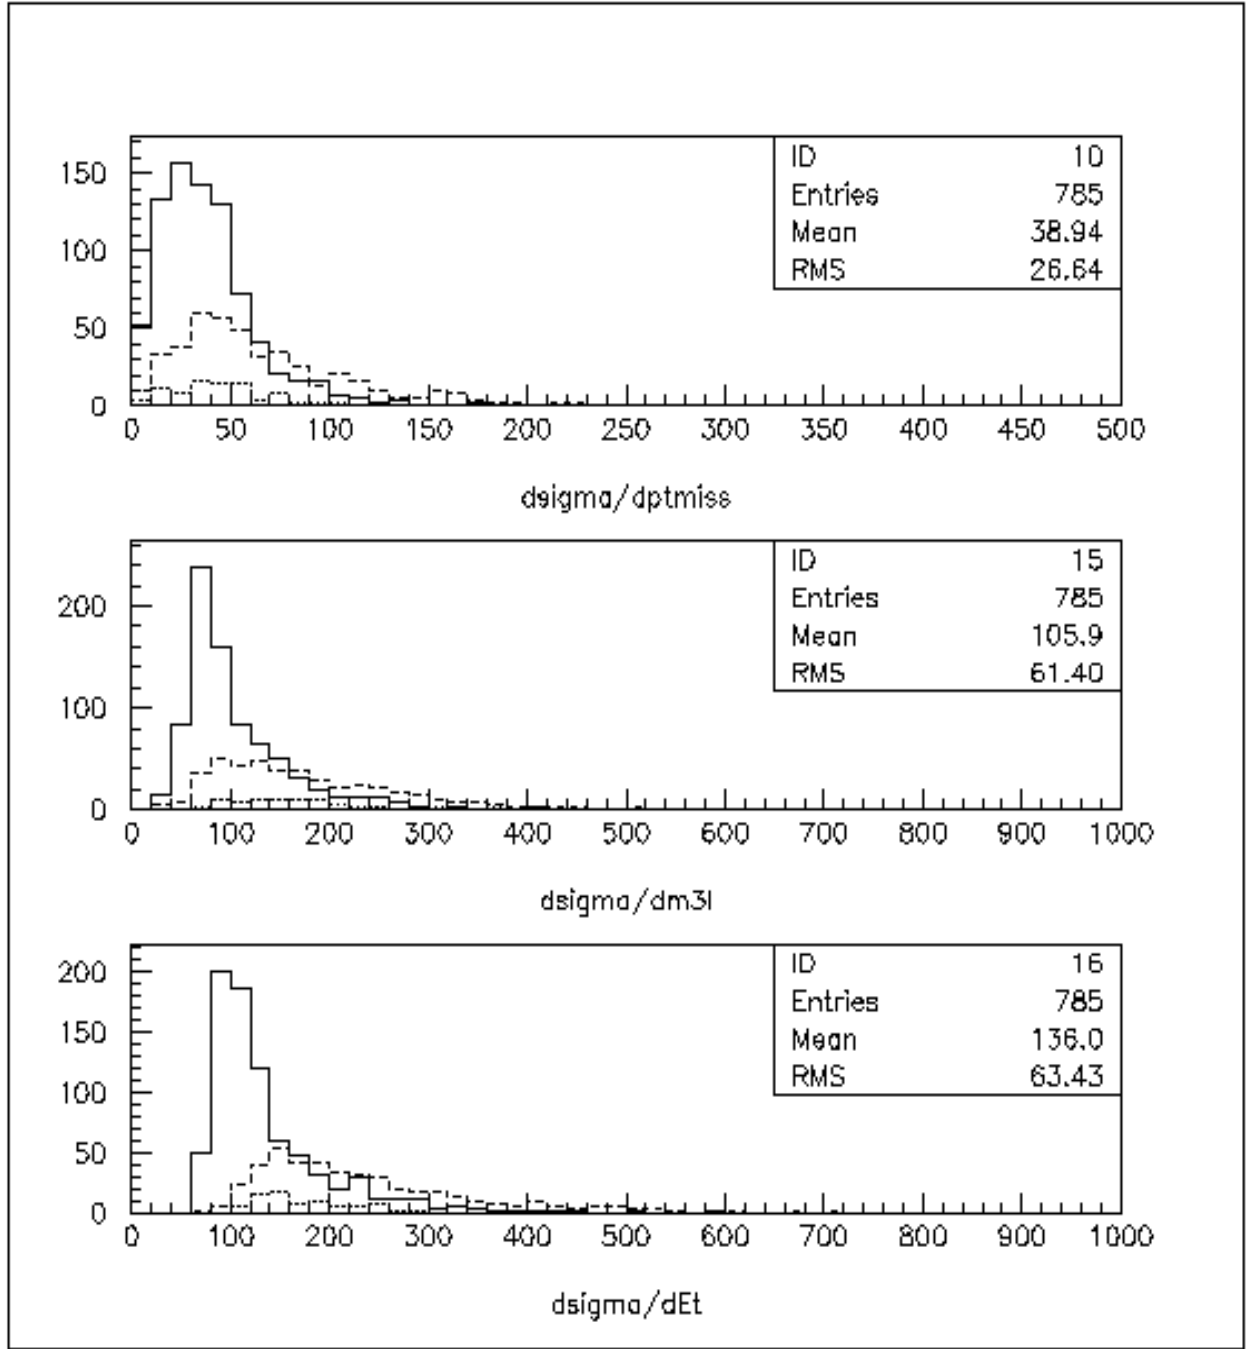 ID 10
Entries 785
Mean 38.94
RMS 26.64
150
100
50
0
0 50 100 150 200 250 300 350 400 450 500
dsigma/dptmiss
ID 15
Entries 785
Mean 105.9
RMS 61.40
200
100
0
0 100 200 300 400 500 600 700 800 900 1000
dsigma/dm3l
ID 16
Entries 785
Mean 136.0
RMS 63.43
200
150
100
50
0
0 100 200 300 400 500 600 700 800 900 1000
dsigma/dEt